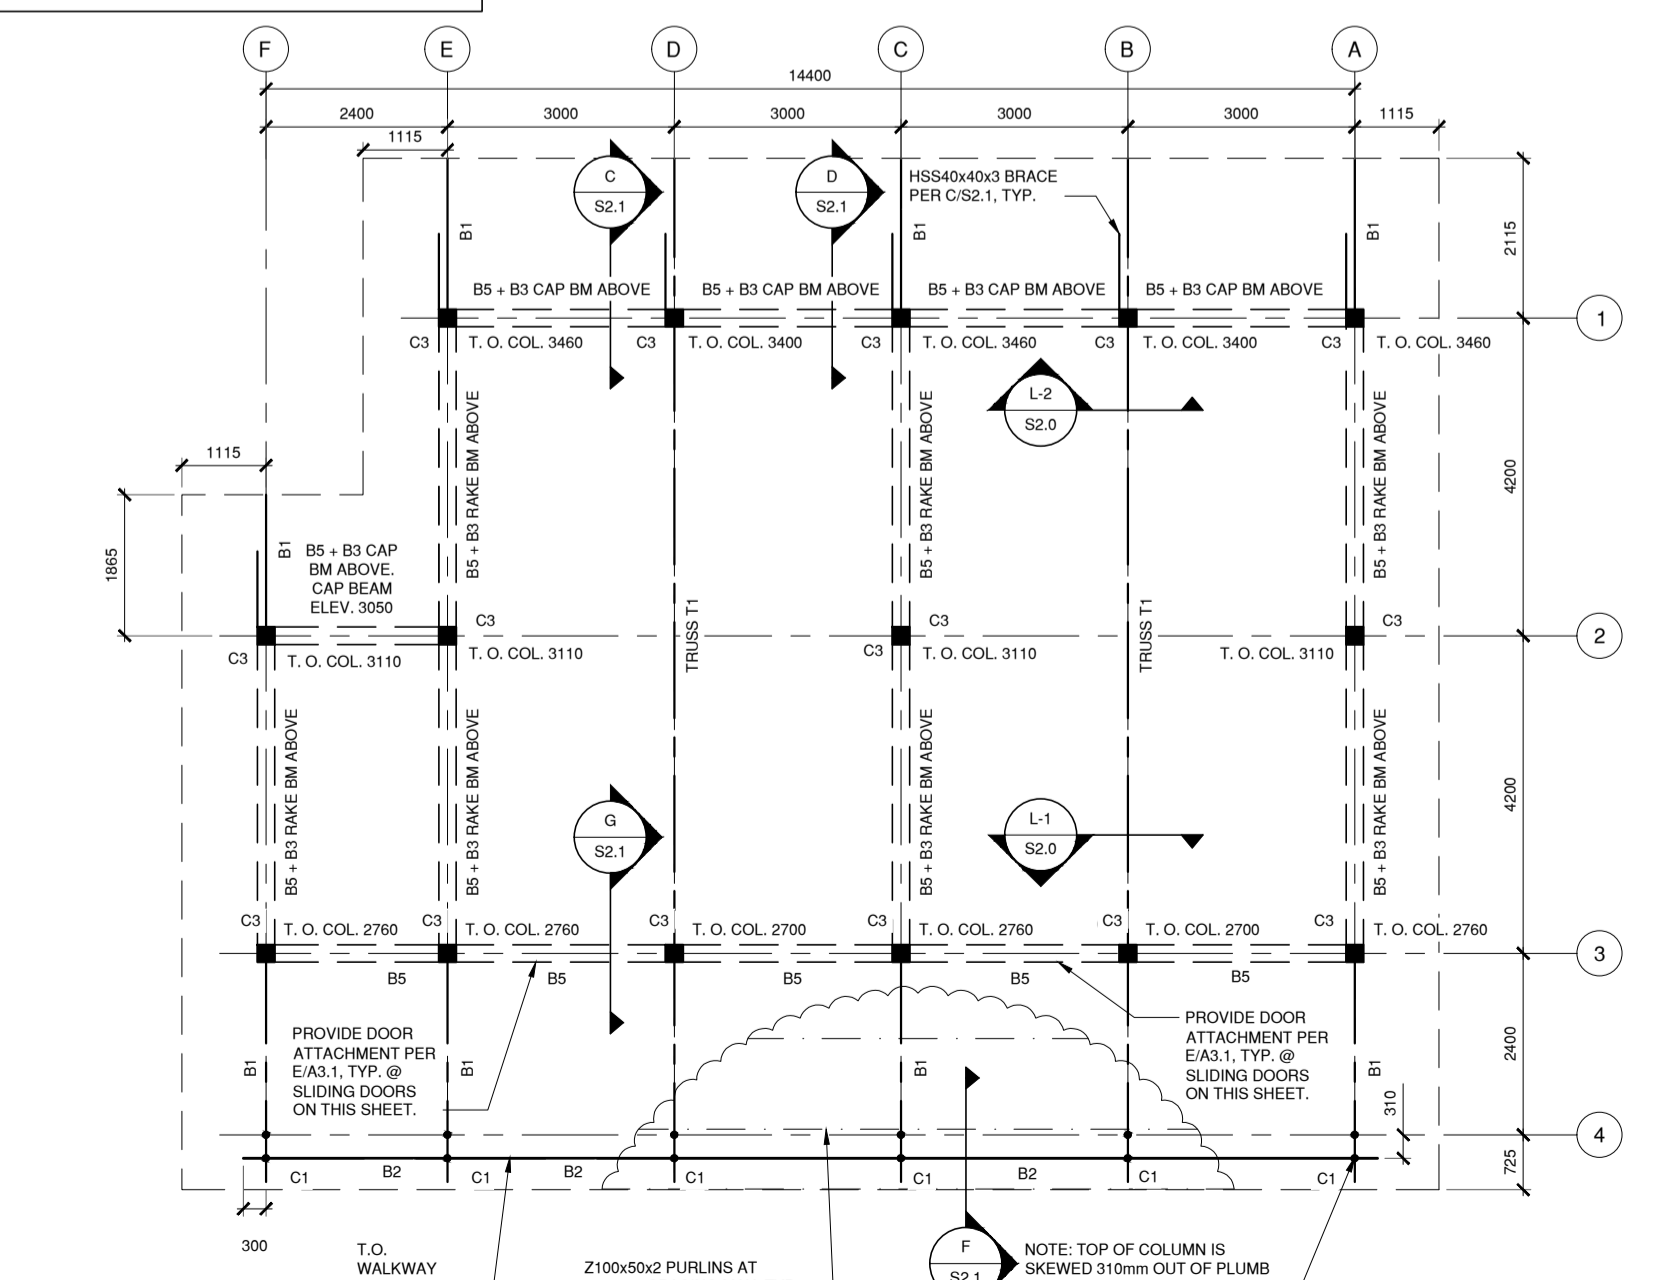 F E D C B A
14400
2400 3000 3000 3000 3000 1115
1115
C
S2.1
D
S2.1
HSS40x40x3 BRACE
PER C/S2.1, TYP.
B1 B1 B1
2115
B5 + B3 CAP BM ABOVE B5 + B3 CAP BM ABOVE B5 + B3 CAP BM ABOVE B5 + B3 CAP BM ABOVE
1
C3 T. O. COL. 3460 C3 T. O. COL. 3400 C3 T. O. COL. 3460 C3 T. O. COL. 3400 C3 T. O. COL. 3460
L-2
S2.0
B5 + B3 RAKE BM ABOVE
B5 + B3 RAKE BM ABOVE
B5 + B3 RAKE BM ABOVE
4200
1115
1865
B1
B5 + B3 CAP
BM ABOVE.
CAP BEAM
ELEV. 3050
TRUSS T1
TRUSS T1
C3 C3 C3
2
C3 T. O. COL. 3110 T. O. COL. 3110 C3 T. O. COL. 3110 T. O. COL. 3110
B5 + B3 RAKE BM ABOVE
B5 + B3 RAKE BM ABOVE
B5 + B3 RAKE BM ABOVE
B5 + B3 RAKE BM ABOVE
4200
G
S2.1
L-1
S2.0
C3 T. O. COL. 2760 C3 T. O. COL. 2760 C3 T. O. COL. 2700 C3 T. O. COL. 2760 C3 T. O. COL. 2700 C3 T. O. COL. 2760
3
B5 B5 B5 B5 B5
PROVIDE DOOR
ATTACHMENT PER
E/A3.1, TYP. @
SLIDING DOORS
ON THIS SHEET.
PROVIDE DOOR
ATTACHMENT PER
E/A3.1, TYP. @
SLIDING DOORS
ON THIS SHEET.
B1 B1 B1 B1
2400
310
4
725
C1 B2 C1 B2 C1 C1 B2 C1 C1
300
T.O.
WALKWAY
Z100x50x2 PURLINS AT
F
S2.1
NOTE: TOP OF COLUMN IS
SKEWED 310mm OUT OF PLUMB